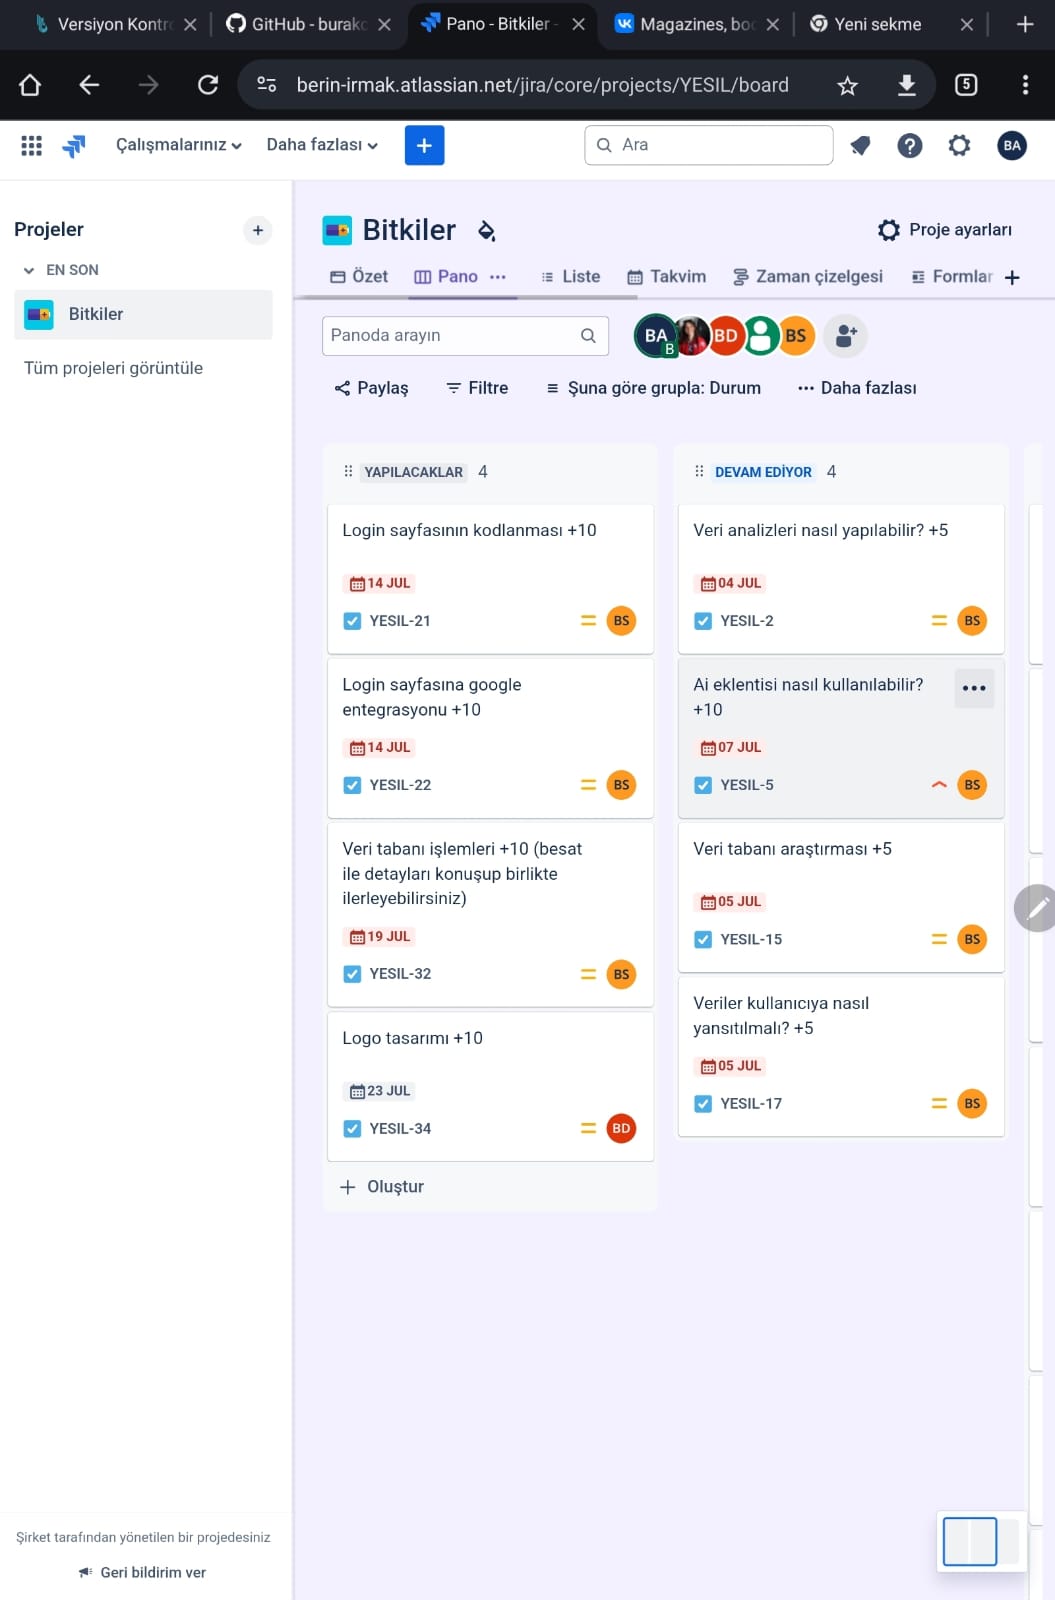 Versiyon Kontro
GitHub - burakc
Pano - Bitkiler -
Magazines, boo
Yeni sekme
berin-irmak.atlassian.net/jira/core/projects/YESIL/board
5
Çalışmalarınız
Daha fazlası
Ara
BA
Projeler
EN SON
Bitkiler
Tüm projeleri görüntüle
Bitkiler
Proje ayarları
Özet
Pano
Liste
Takvim
Zaman çizelgesi
Formlar
Panoda arayın
BA
B
BD
BS
Paylaş
Filtre
Şuna göre grupla: Durum
Daha fazlası
YAPILACAKLAR 4
Login sayfasının kodlanması +10
14 JUL
YESIL-21
BS
Login sayfasına google
entegrasyonu +10
14 JUL
YESIL-22
BS
Veri tabanı işlemleri +10 (besat
ile detayları konuşup birlikte
ilerleyebilirsiniz)
19 JUL
YESIL-32
BS
Logo tasarımı +10
23 JUL
YESIL-34
BD
Oluştur
DEVAM EDİYOR 4
Veri analizleri nasıl yapılabilir? +5
04 JUL
YESIL-2
BS
Ai eklentisi nasıl kullanılabilir?
+10
07 JUL
YESIL-5
BS
Veri tabanı araştırması +5
05 JUL
YESIL-15
BS
Veriler kullanıcıya nasıl
yansıtılmalı? +5
05 JUL
YESIL-17
BS
Şirket tarafından yönetilen bir projedesiniz
Geri bildirim ver